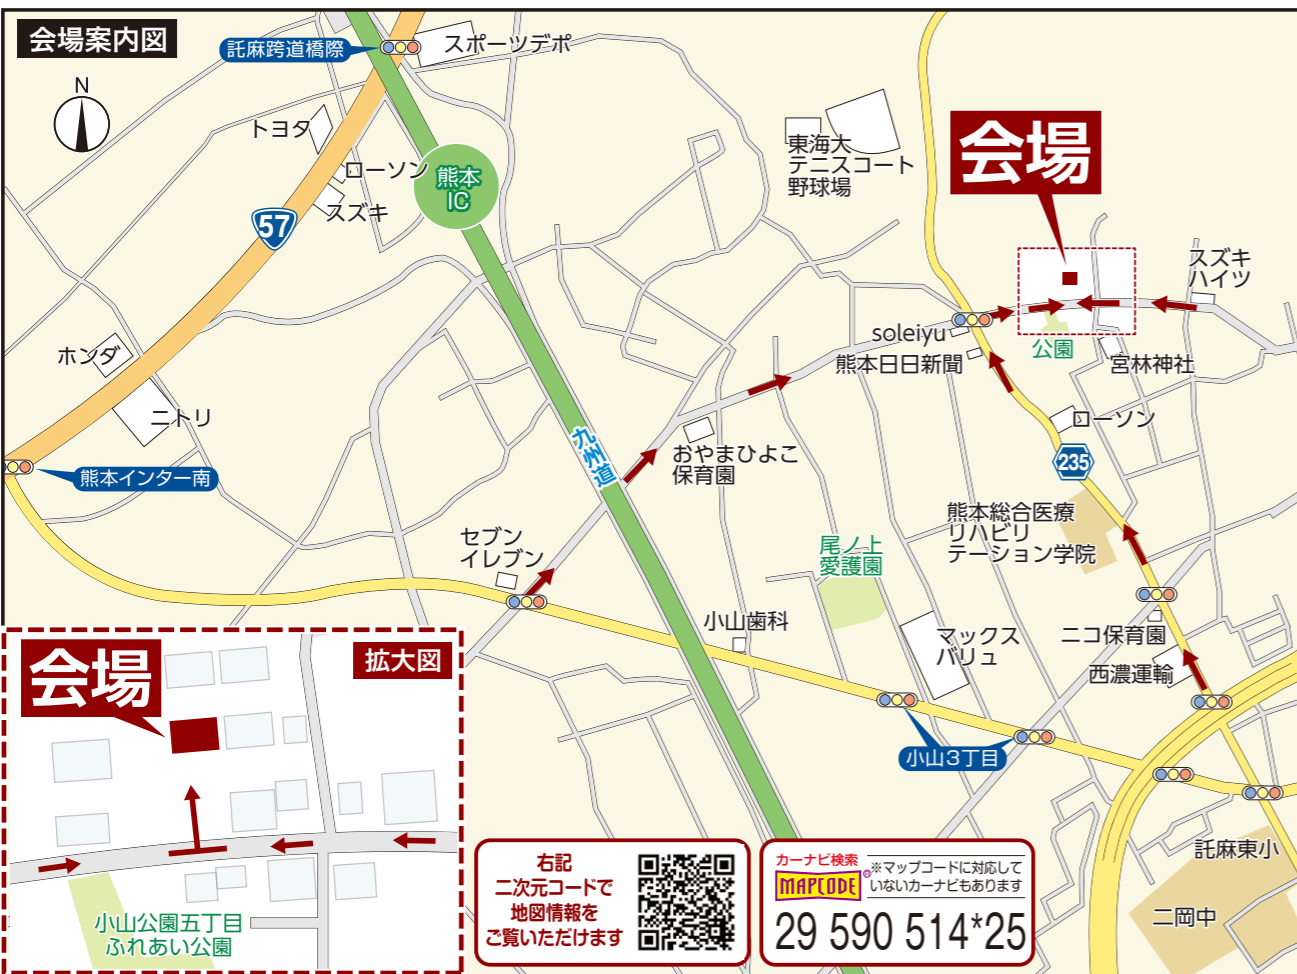 会場案内図
託麻跨道橋際
スポーツデポ
N
トヨタ
ローソン
スズキ
熊本
IC
57
東海大
テニスコート
野球場
会場
スズキ
ハイツ
soleiyu
熊本日日新聞
公園
宮林神社
ホンダ
ニトリ
ローソン
235
熊本インター南
九州道
おやまひよこ
保育園
セブン
イレブン
尾ノ上
愛護園
熊本総合医療
リハビリ
テーション学院
小山歯科
マックス
バリュ
ニコ保育園
西濃運輸
小山3丁目
託麻東小
二岡中
会場
拡大図
小山公園五丁目
ふれあい公園
右記
二次元コードで
地図情報を
ご覧いただけます
カーナビ検索
MAPCODE®
※マップコードに対応して
いないカーナビもあります
29 590 514*25